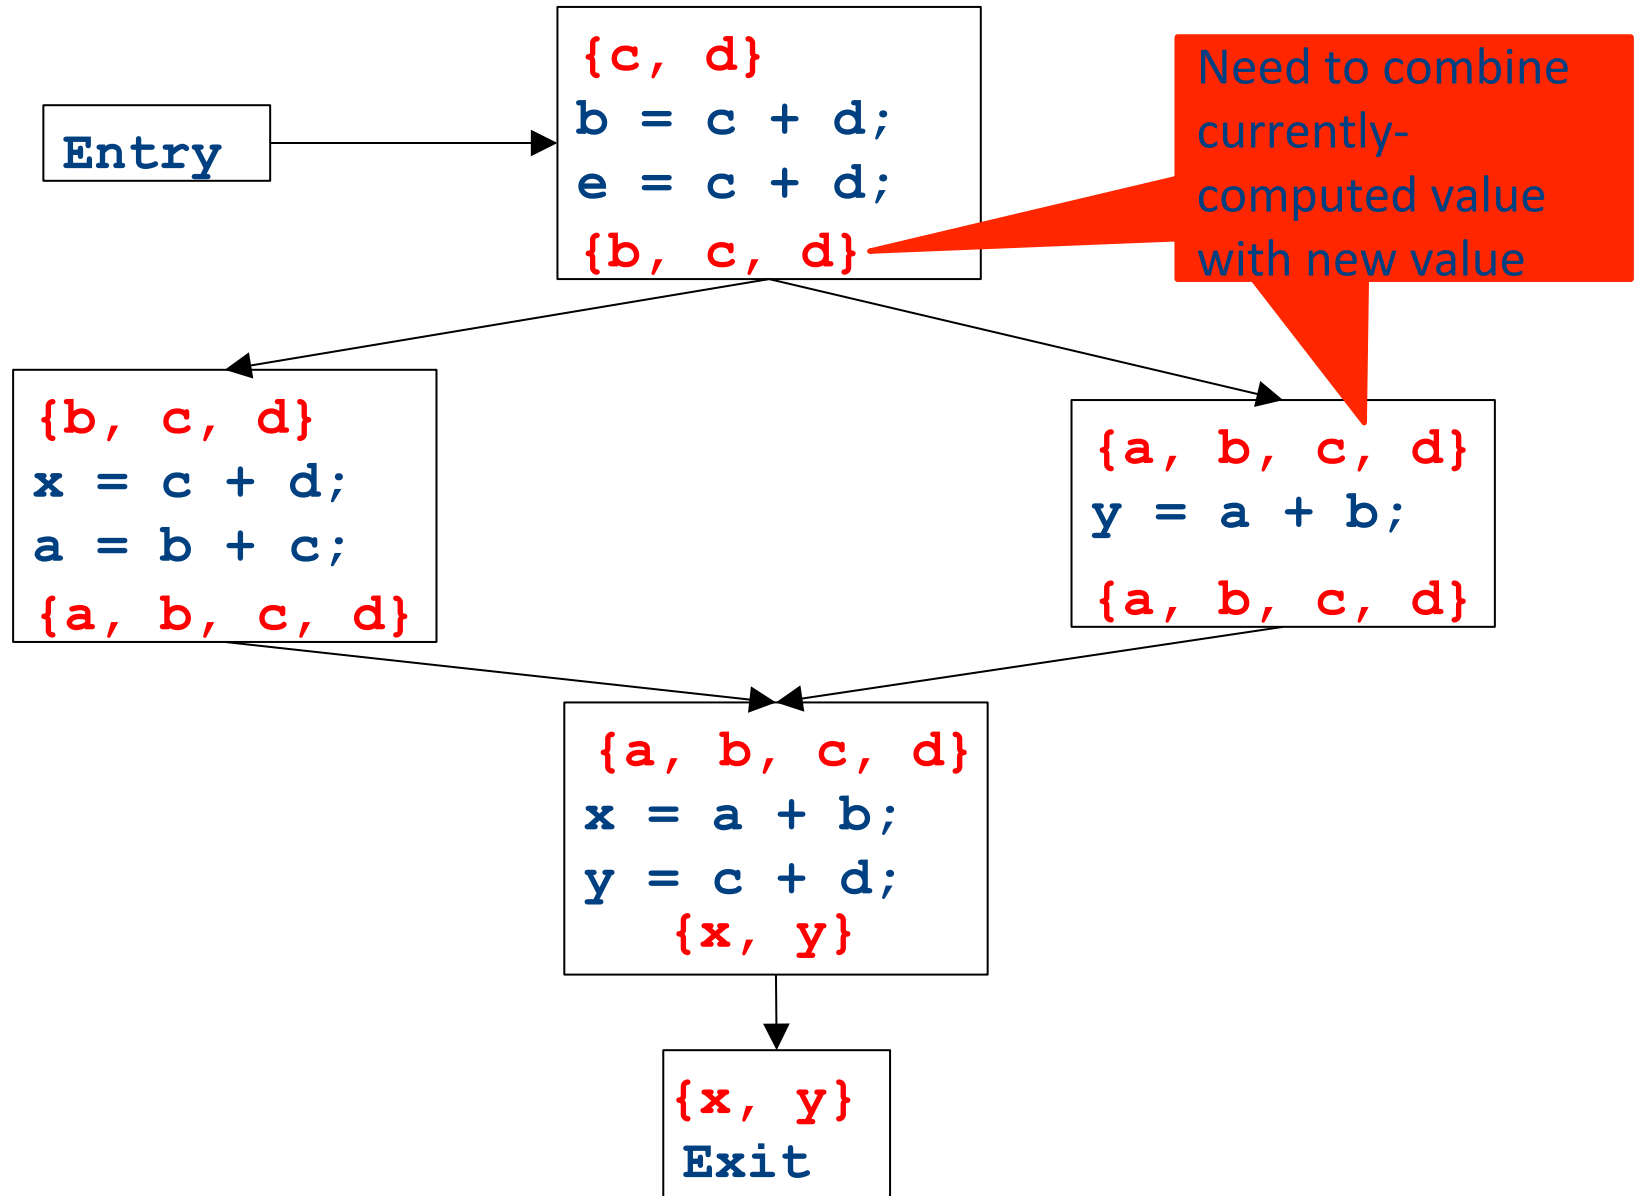 {c, d}
b = c + d;
e = c + d;
{b, c, d}
Entry
Need to combine
currently-
computed value
with new value
{b, c, d}
x = c + d;
a = b + c;
{a, b, c, d}
{a, b, c, d}
y = a + b;
{a, b, c, d}
{a, b, c, d}
x = a + b;
y = c + d;
{x, y}
{x, y}
Exit